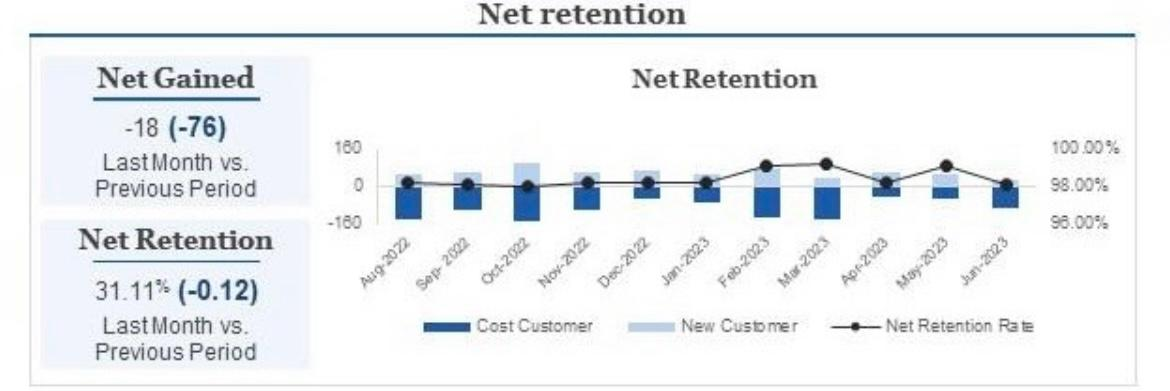 Net retention
Net Gained
-18 (-76)
Last Month vs.
Previous Period
Net Retention
31.11% (-0.12)
Last Month vs.
Previous Period
Net Retention
160
0
-160
100.00%
98.00%
96.00%
Aug-2022
Sep- 2022
Oct-2022
Nov-2022
Dec-2022
Jan-2023
Feb-2023
Mar-2023
Apr-2023
May-2023
Jun-2023
Cost Customer
New Customer
Net Retention Rate